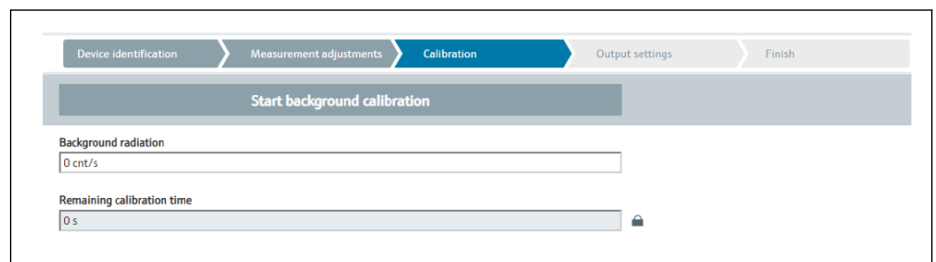 Device identification Measurement adjustments Calibration Output settings Finish
Start background calibration
Background radiation
0 cnt/s
Remaining calibration time
0 s